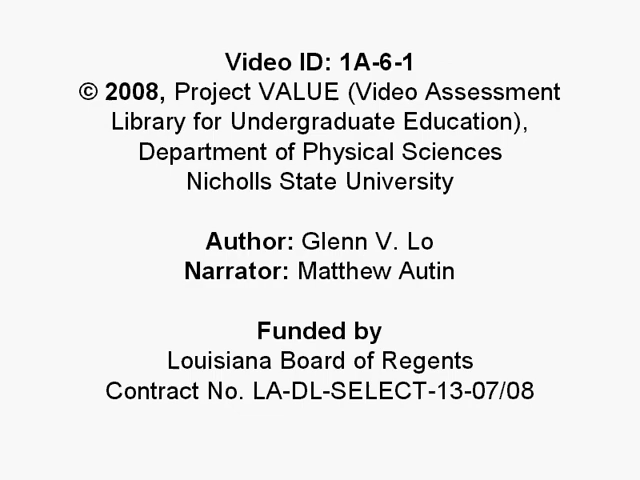 Video ID: 1A-6-1
© 2008, Project VALUE (Video Assessment
Library for Undergraduate Education),
Department of Physical Sciences
Nicholls State University
Author: Glenn V. Lo
Narrator: Matthew Autin
Funded by
Louisiana Board of Regents
Contract No. LA-DL-SELECT-13-07/08